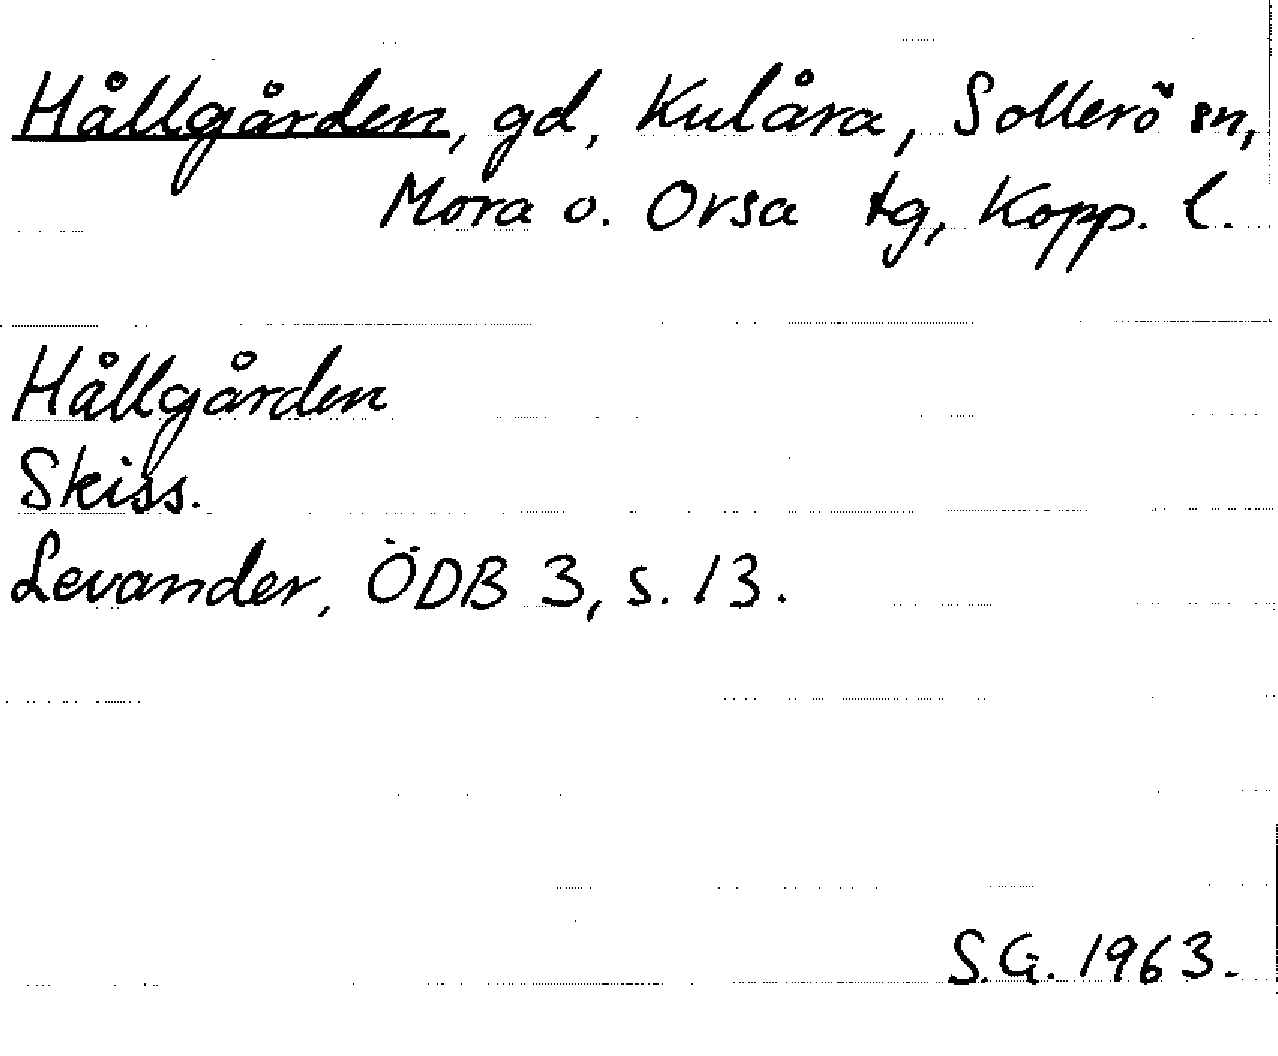 Hållgården, gd, Kulåra, Sollerö sn,
Mora o. Orsa tg, Kopp. l.
Hållgården
Skiss.
Levander, ÖDB 3, s. 13.
S.G. 1963.